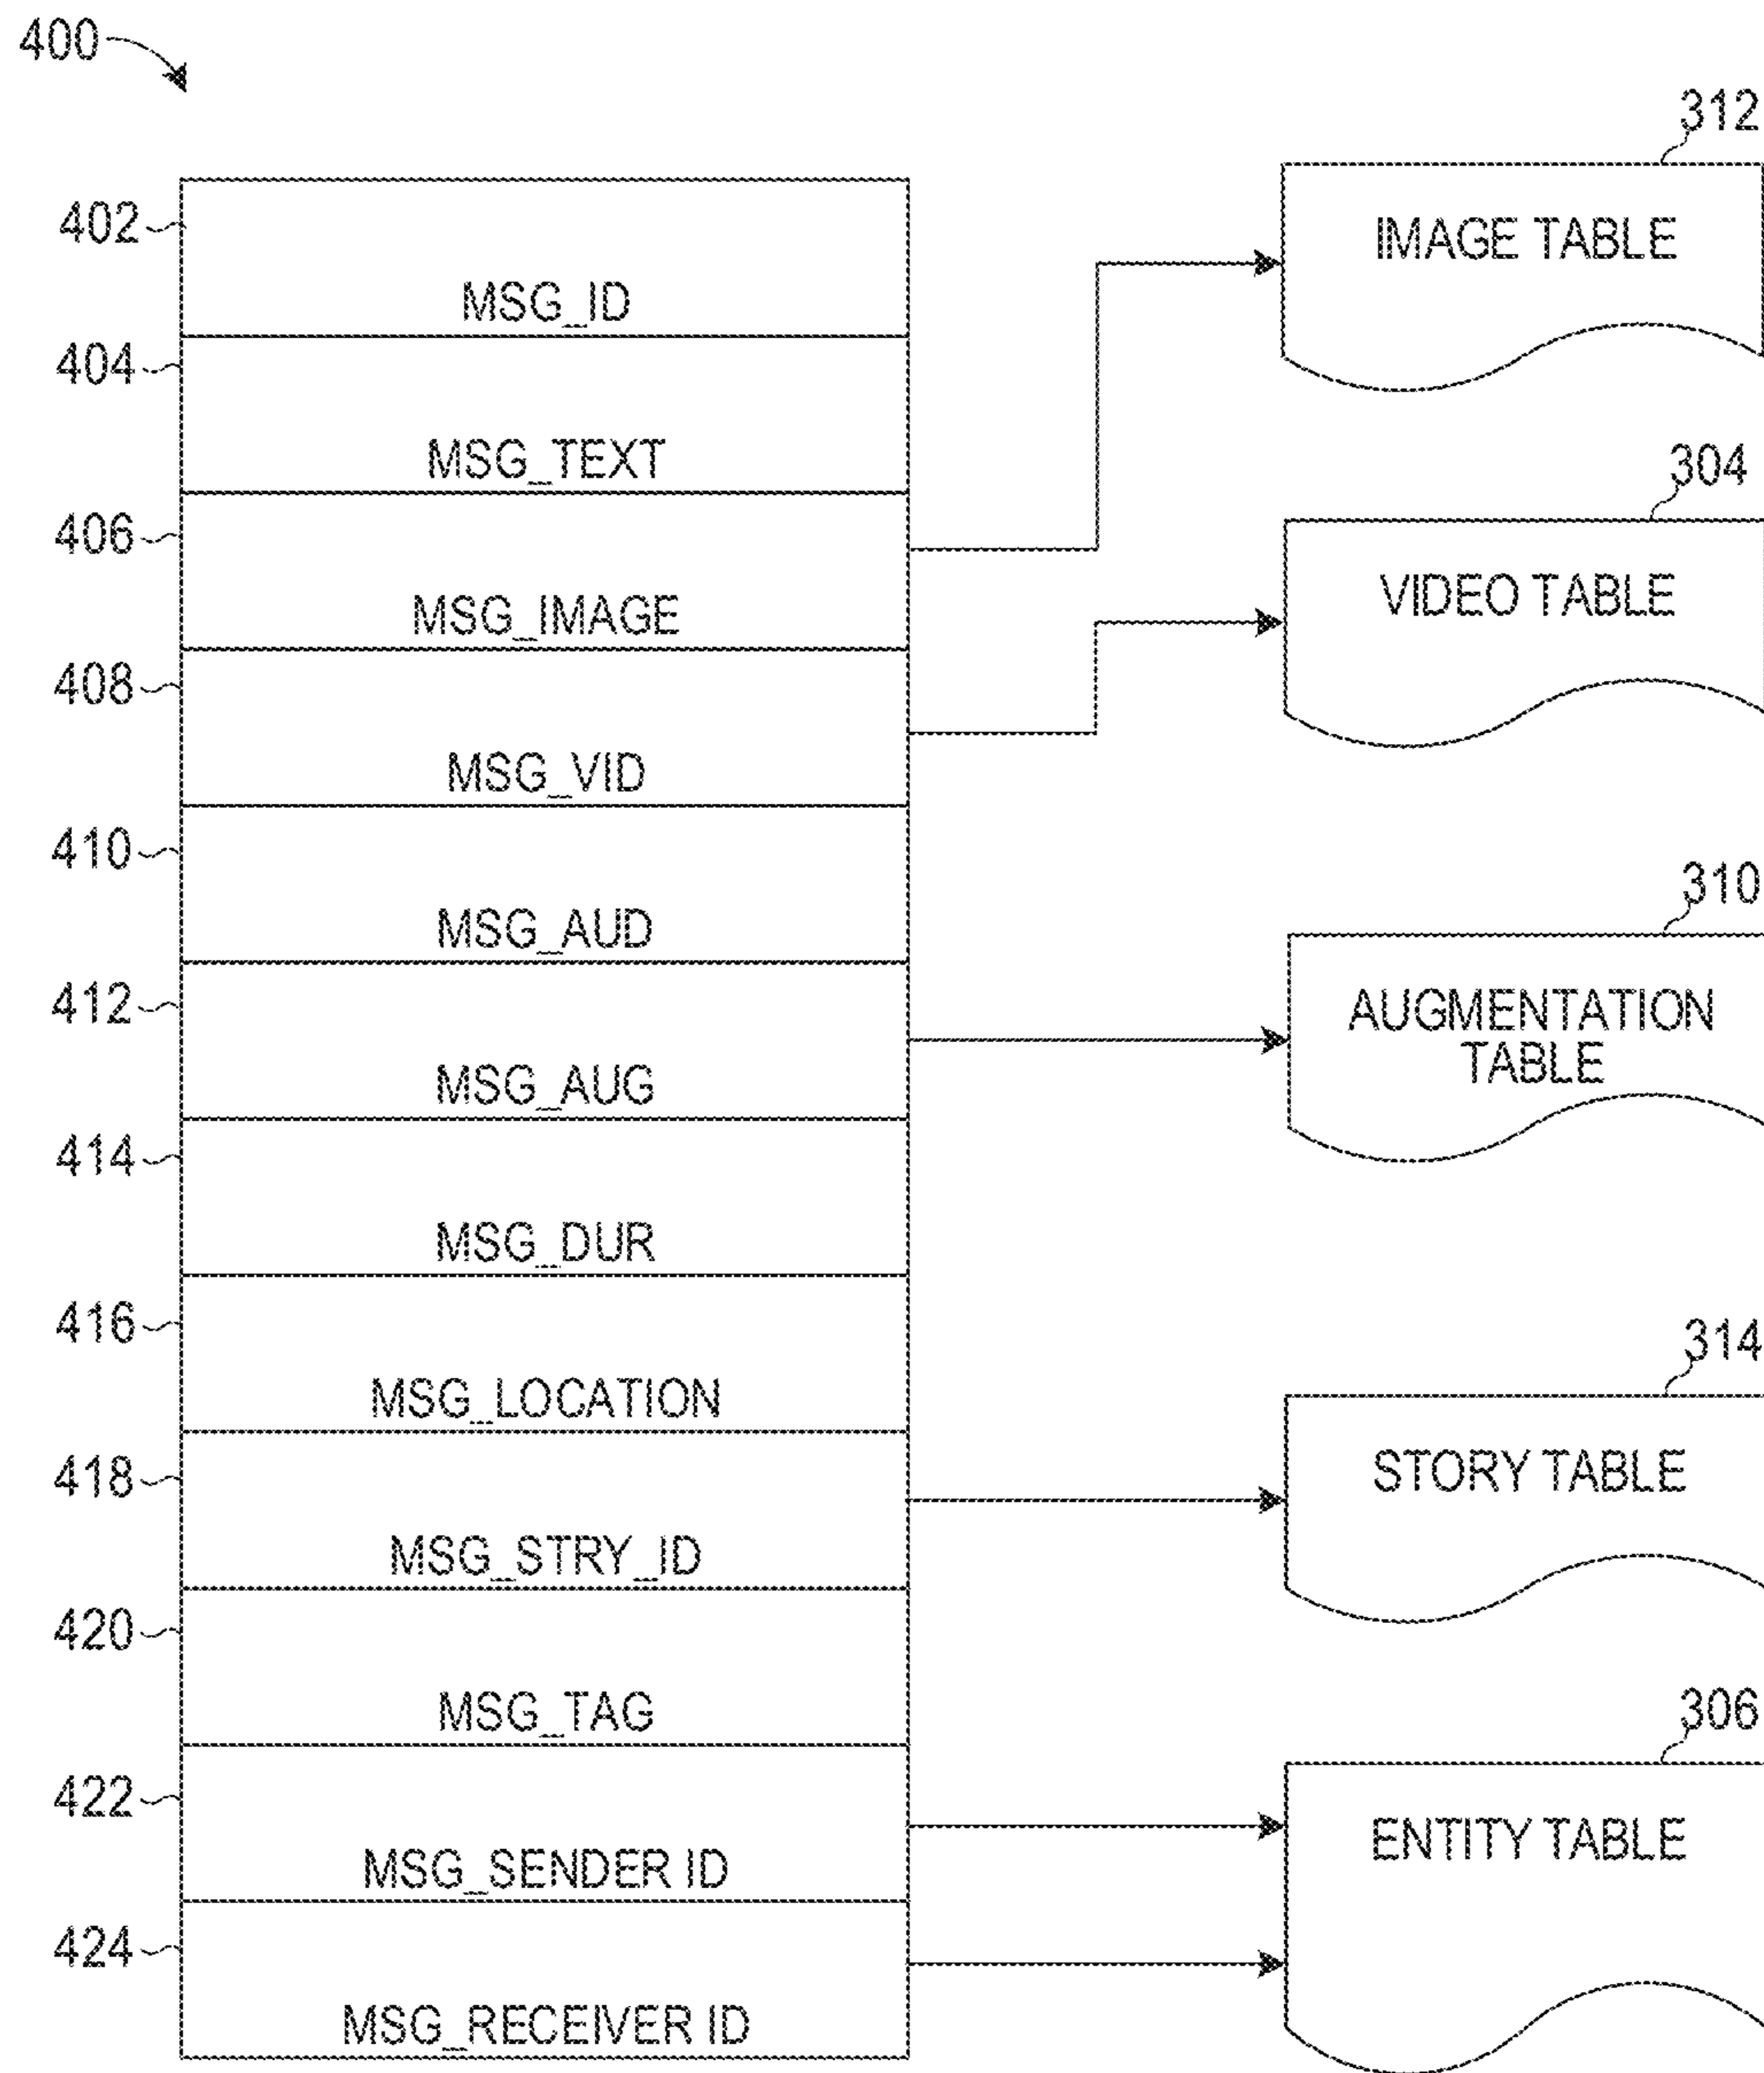 400
402
MSG_ID
404
MSG_TEXT
406
MSG_IMAGE
408
MSG_VID
410
MSG_AUD
412
MSG_AUG
414
MSG_DUR
416
MSG_LOCATION
418
MSG_STRY_ID
420
MSG_TAG
422
MSG_SENDER ID
424
MSG_RECEIVER ID
312
IMAGE TABLE
304
VIDEO TABLE
310
AUGMENTATION
TABLE
314
STORY TABLE
306
ENTITY TABLE